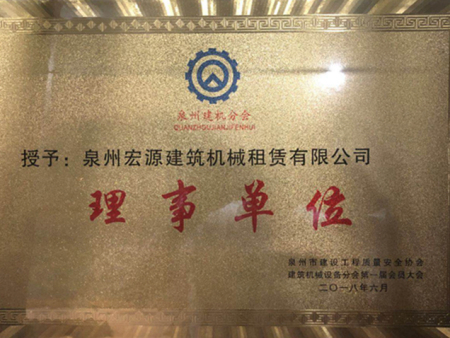 泉州建机分会
QUANZHOUJIANJIFENHUI
授予：泉州宏源建筑机械租赁有限公司
理事单位
泉州市建设工程质量安全协会
建筑机械设备分会第一届会员大会
二〇一八年六月